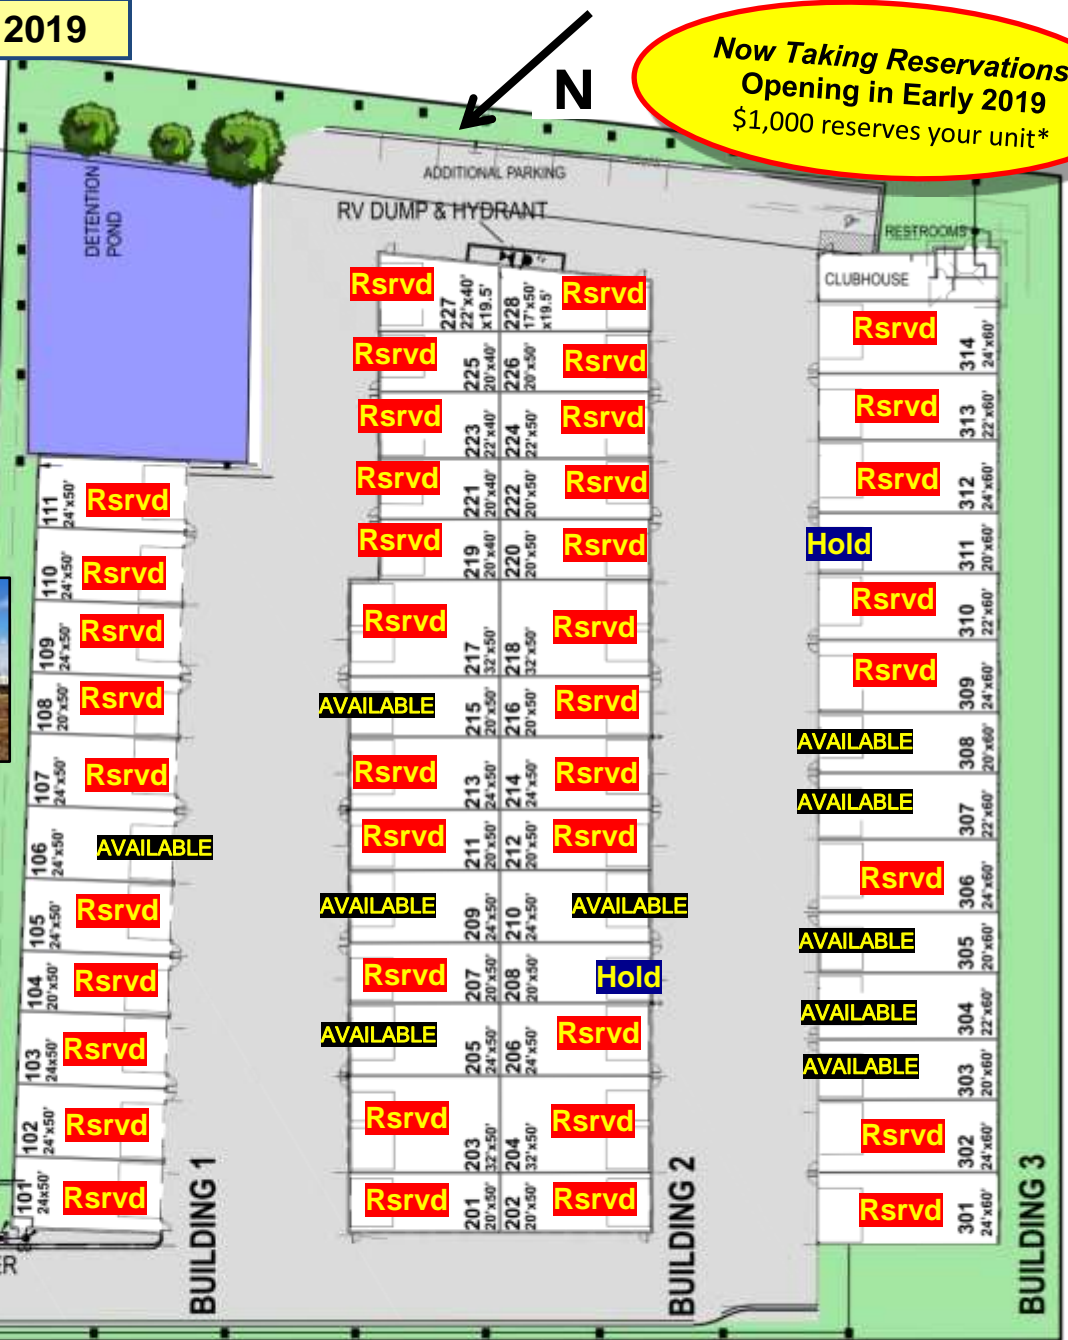 2019
N
Now Taking Reservations
Opening in Early 2019
$1,000 reserves your unit*
DETENTION
POND
ADDITIONAL PARKING
RV DUMP & HYDRANT
RESTROOMS
CLUBHOUSE
111
24'x50'
Rsrvd
110
24'x50'
Rsrvd
109
24'x50'
Rsrvd
108
20'x50'
Rsrvd
107
24'x50'
Rsrvd
106
24'x50'
AVAILABLE
105
24'x50'
Rsrvd
104
20'x50'
Rsrvd
103
24x50'
Rsrvd
102
24'x50'
Rsrvd
101
24x50'
Rsrvd
BUILDING 1
Rsrvd
227
22'x40'
x19.5'
228
17'x50'
x19.5'
Rsrvd
Rsrvd
225
20'x40'
226
20'x50'
Rsrvd
Rsrvd
223
22'x40'
224
22'x50'
Rsrvd
Rsrvd
221
20'x40'
222
20'x50'
Rsrvd
Rsrvd
219
20'x40'
220
20'x50'
Rsrvd
Rsrvd
217
32'x50'
218
32'x50'
Rsrvd
AVAILABLE
215
20'x50'
216
20'x50'
Rsrvd
Rsrvd
213
24'x50'
214
24'x50'
Rsrvd
Rsrvd
211
20'x50'
212
20'x50'
Rsrvd
AVAILABLE
209
24'x50'
210
24'x50'
AVAILABLE
Rsrvd
207
20'x50'
208
20'x50'
Hold
AVAILABLE
205
24'x50'
206
24'x50'
Rsrvd
Rsrvd
203
32'x50'
204
32'x50'
Rsrvd
Rsrvd
201
20'x50'
202
20'x50'
Rsrvd
BUILDING 2
Rsrvd
314
24'x60'
Rsrvd
313
22'x60'
Rsrvd
312
24'x60'
Hold
311
20'x60'
Rsrvd
310
22'x60'
Rsrvd
309
24'x60'
AVAILABLE
308
20'x60'
AVAILABLE
307
22'x60'
Rsrvd
306
24'x60'
AVAILABLE
305
20'x60'
AVAILABLE
304
22'x60'
AVAILABLE
303
20'x60'
Rsrvd
302
24'x60'
Rsrvd
301
24'x60'
BUILDING 3
ER